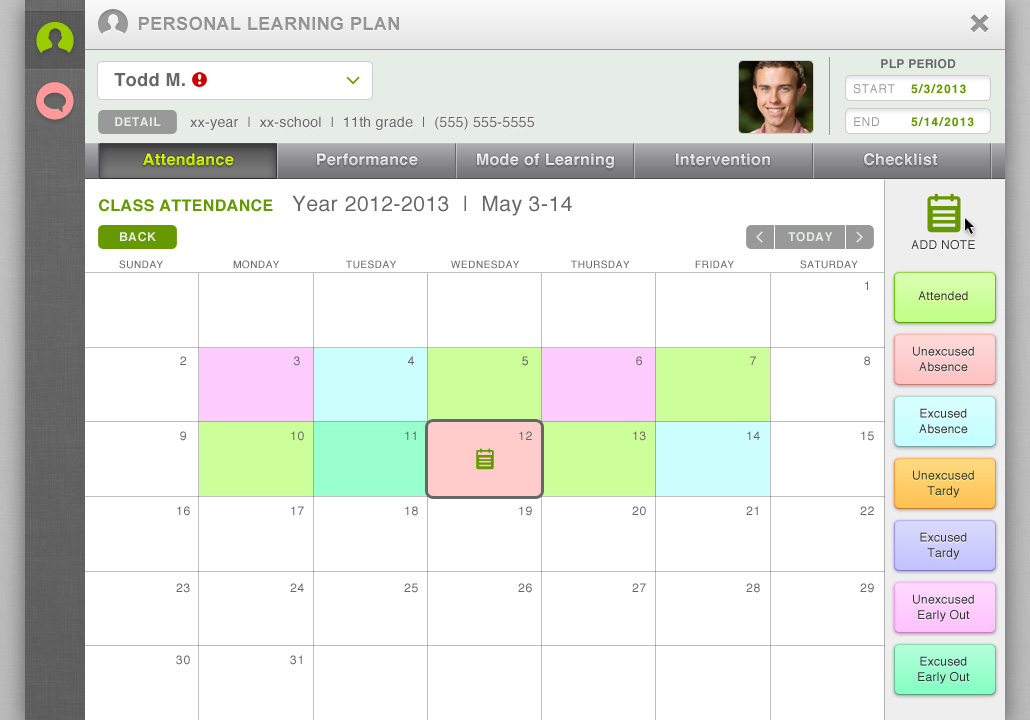 PERSONAL LEARNING PLAN
Todd M.
DETAIL xx-year | xx-school | 11th grade | (555) 555-5555
PLP PERIOD
START 5/3/2013
END 5/14/2013
Attendance Performance Mode of Learning Intervention Checklist
CLASS ATTENDANCE Year 2012-2013 | May 3-14
BACK
TODAY
ADD NOTE
SUNDAY MONDAY TUESDAY WEDNESDAY THURSDAY FRIDAY SATURDAY
1
2 3 4 5 6 7 8
9 10 11 12 13 14 15
16 17 18 19 20 21 22
23 24 25 26 27 28 29
30 31
Attended
Unexcused
Absence
Excused
Absence
Unexcused
Tardy
Excused
Tardy
Unexcused
Early Out
Excused
Early Out